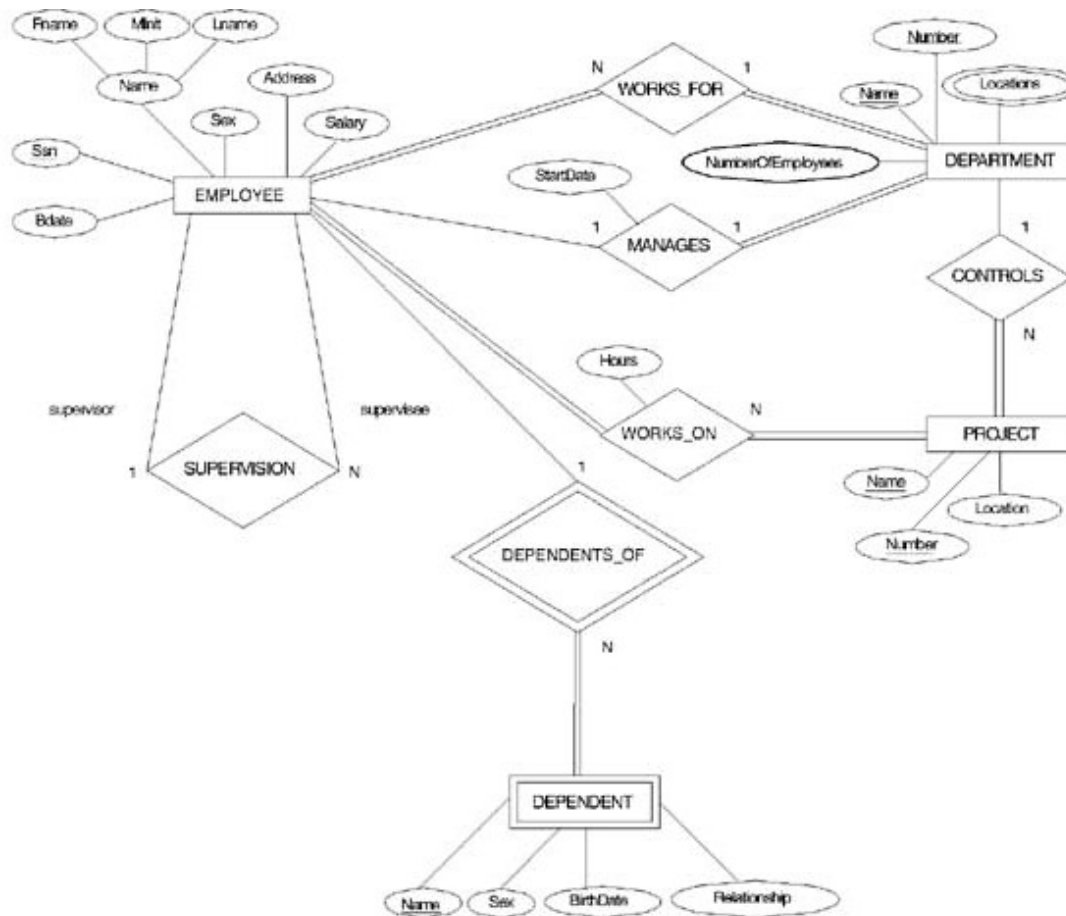 Fname
Minit
Lname
Name
Address
Sex
Salary
Ssn
Bdate
EMPLOYEE
N
WORKS_FOR
1
Number
Name
Locations
NumberOfEmployees
DEPARTMENT
StartDate
1
MANAGES
1
1
CONTROLS
N
supervisor
supervisee
1
SUPERVISION
N
Hours
WORKS_ON
N
PROJECT
Name
Number
Location
1
DEPENDENTS_OF
N
DEPENDENT
Name
Sex
BirthDate
Relationship